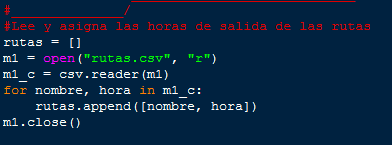 #______________/
#Lee y asigna las horas de salida de las rutas
rutas = []
m1 = open("rutas.csv", "r")
m1_c = csv.reader(m1)
for nombre, hora in m1_c:
    rutas.append([nombre, hora])
m1.close()